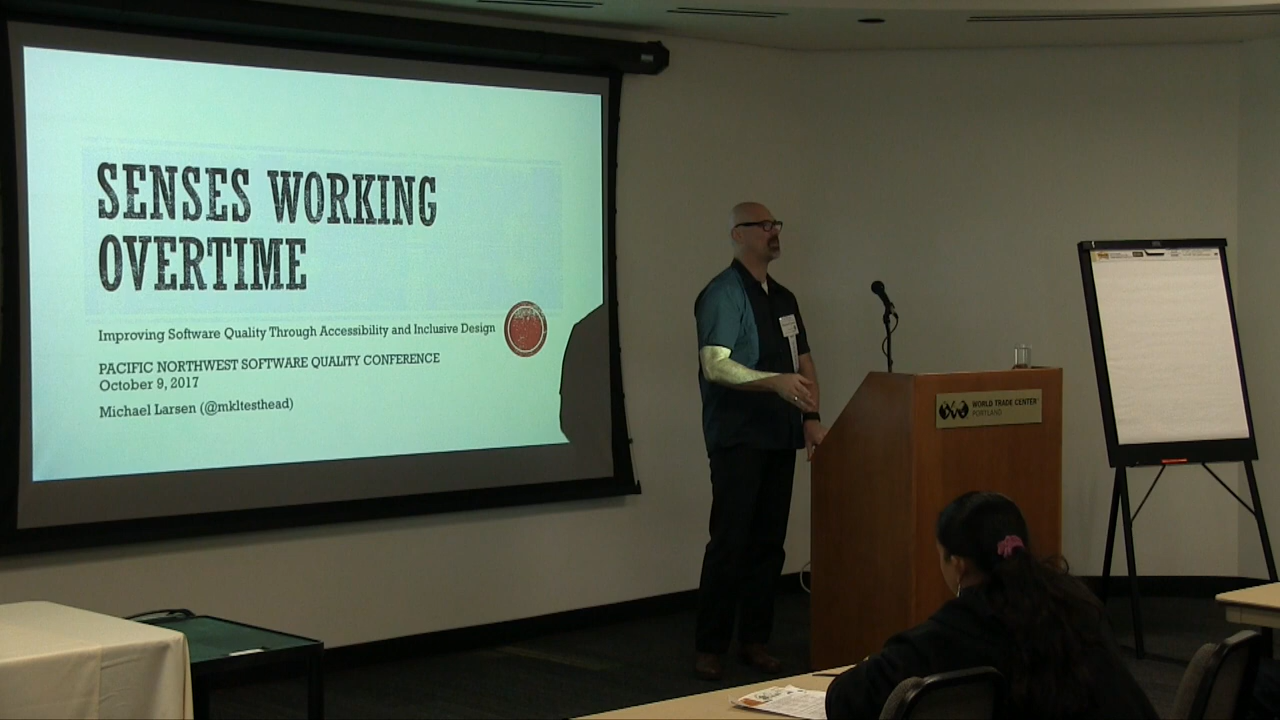 SENSES WORKING
OVERTIME
Improving Software Quality Through Accessibility and Inclusive Design
PACIFIC NORTHWEST SOFTWARE QUALITY CONFERENCE
October 9, 2017
Michael Larsen (@mkltesthead)
WORLD TRADE CENTER
PORTLAND